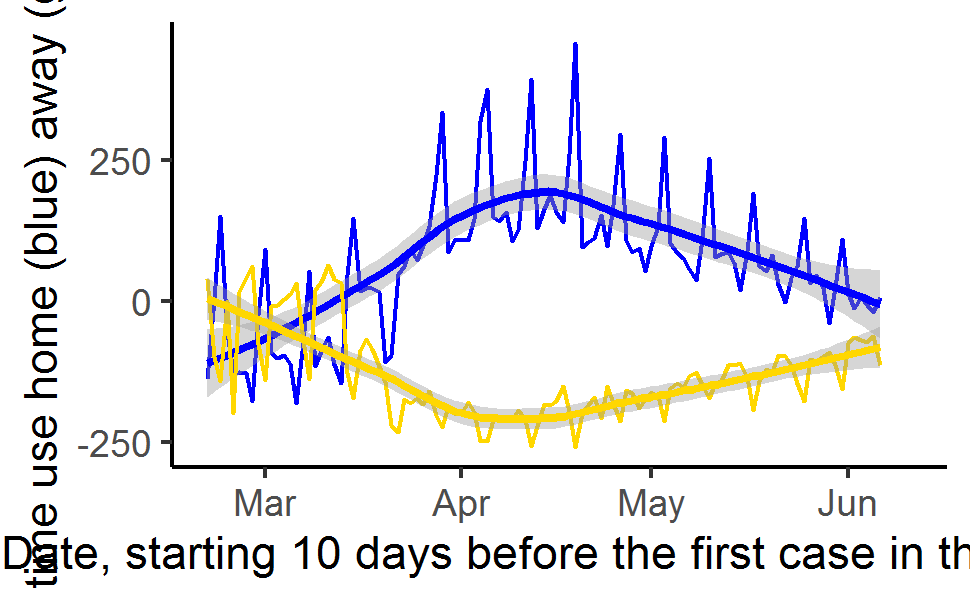 time use home (blue) away (
250
0
-250
Mar Apr May Jun
Date, starting 10 days before the first case in th